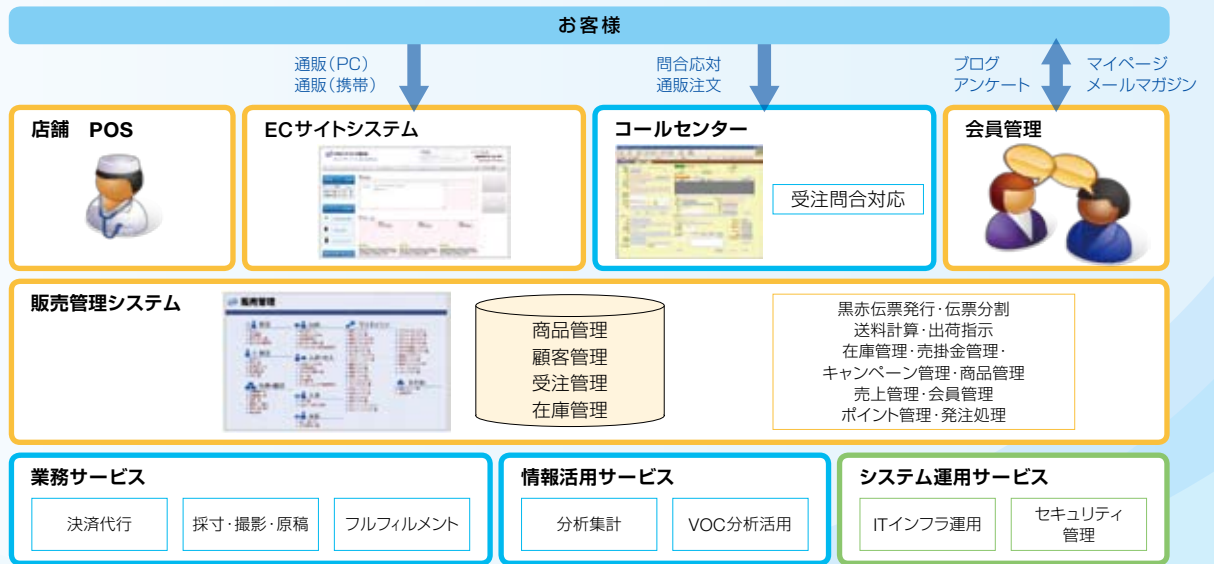 お客様
通販（PC）
通販（携帯）
問合応対
通販注文
ブログ
アンケート
マイページ
メールマガジン
店舗　POS
ECサイトシステム
コールセンター
受注問合対応
会員管理
販売管理システム
販売管理
商品管理
顧客管理
受注管理
在庫管理
黒赤伝票発行・伝票分割
送料計算・出荷指示
在庫管理・売掛金管理・
キャンペーン管理・商品管理
売上管理・会員管理
ポイント管理・発注処理
業務サービス
決済代行
採寸・撮影・原稿
フルフィルメント
情報活用サービス
分析集計
VOC分析活用
システム運用サービス
ITインフラ運用
セキュリティ
管理